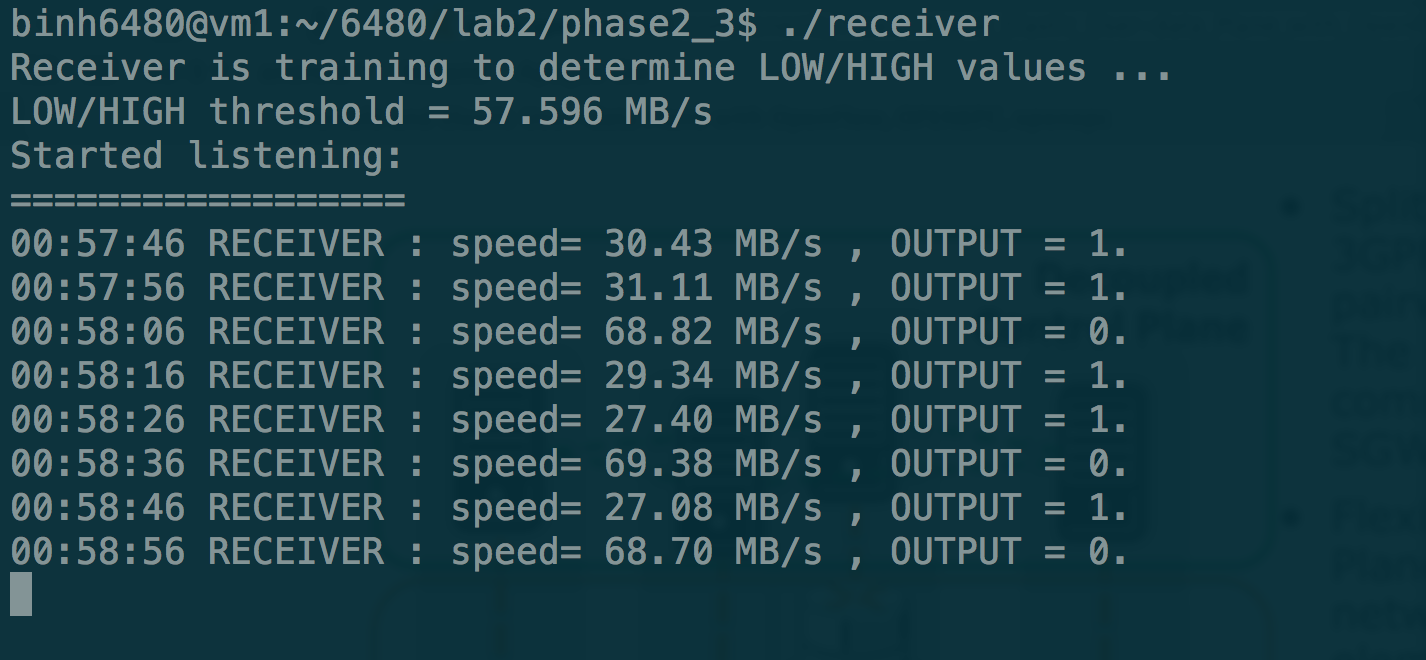 binh6480@vm1:~/6480/lab2/phase2_3$ ./receiver
Receiver is training to determine LOW/HIGH values ...
LOW/HIGH threshold = 57.596 MB/s
Started listening:
==================
00:57:46 RECEIVER : speed= 30.43 MB/s , OUTPUT = 1.
00:57:56 RECEIVER : speed= 31.11 MB/s , OUTPUT = 1.
00:58:06 RECEIVER : speed= 68.82 MB/s , OUTPUT = 0.
00:58:16 RECEIVER : speed= 29.34 MB/s , OUTPUT = 1.
00:58:26 RECEIVER : speed= 27.40 MB/s , OUTPUT = 1.
00:58:36 RECEIVER : speed= 69.38 MB/s , OUTPUT = 0.
00:58:46 RECEIVER : speed= 27.08 MB/s , OUTPUT = 1.
00:58:56 RECEIVER : speed= 68.70 MB/s , OUTPUT = 0.